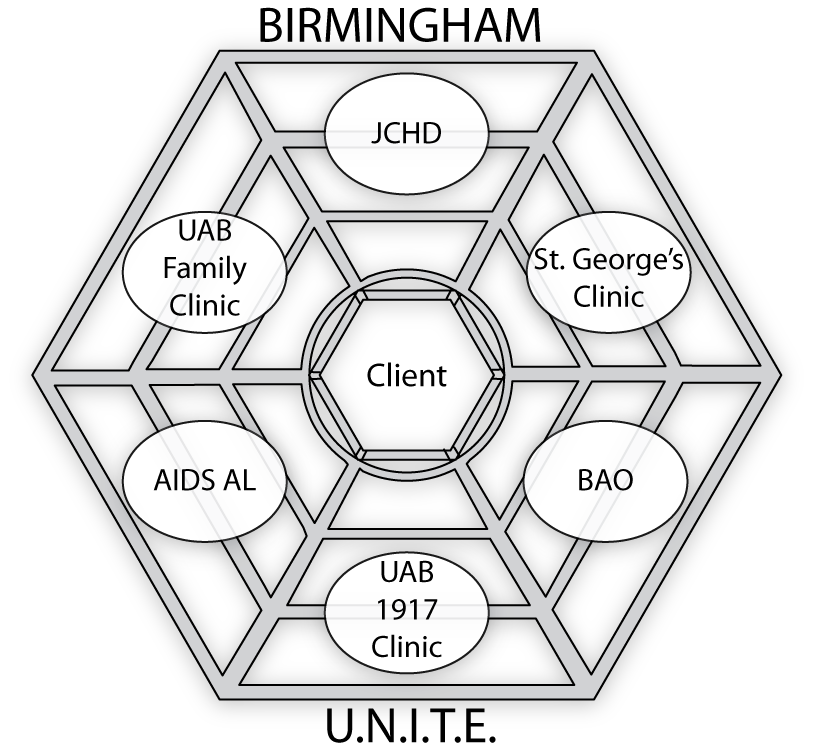 BIRMINGHAM
JCHD
UAB
Family
Clinic
St. George's
Clinic
Client
AIDS AL
BAO
UAB
1917
Clinic
U.N.I.T.E.